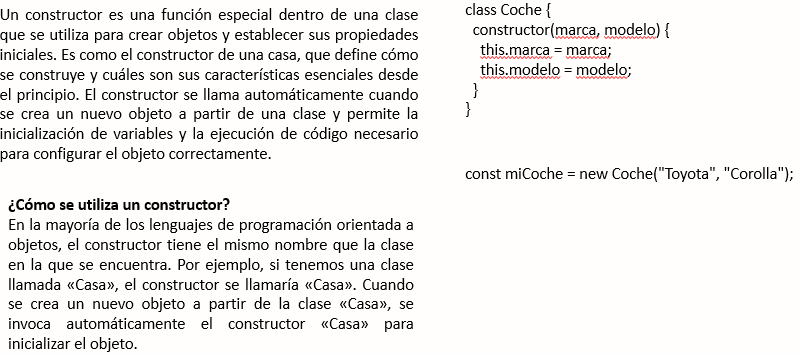 Un constructor es una función especial dentro de una clase
que se utiliza para crear objetos y establecer sus propiedades
iniciales. Es como el constructor de una casa, que define cómo
se construye y cuáles son sus características esenciales desde
el principio. El constructor se llama automáticamente cuando
se crea un nuevo objeto a partir de una clase y permite la
inicialización de variables y la ejecución de código necesario
para configurar el objeto correctamente.
¿Cómo se utiliza un constructor?
En la mayoría de los lenguajes de programación orientada a
objetos, el constructor tiene el mismo nombre que la clase
en la que se encuentra. Por ejemplo, si tenemos una clase
llamada «Casa», el constructor se llamaría «Casa». Cuando
se crea un nuevo objeto a partir de la clase «Casa», se
invoca automáticamente el constructor «Casa» para
inicializar el objeto.
class Coche {
constructor(marca, modelo) {
this.marca = marca;
this.modelo = modelo;
}
}
const miCoche = new Coche("Toyota", "Corolla");